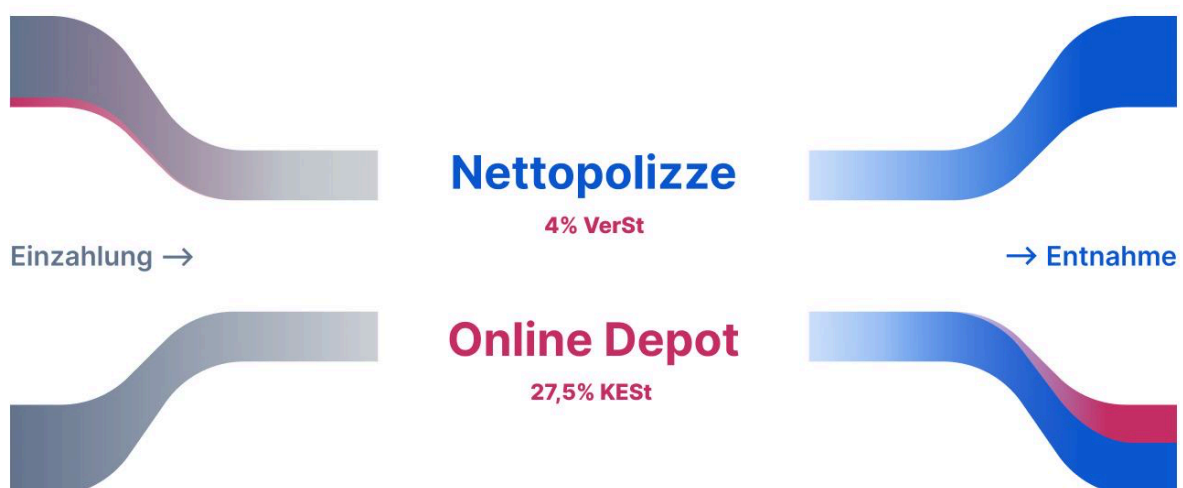 Nettopolizze
4% VerSt
Einzahlung →
→ Entnahme
Online Depot
27,5% KESt